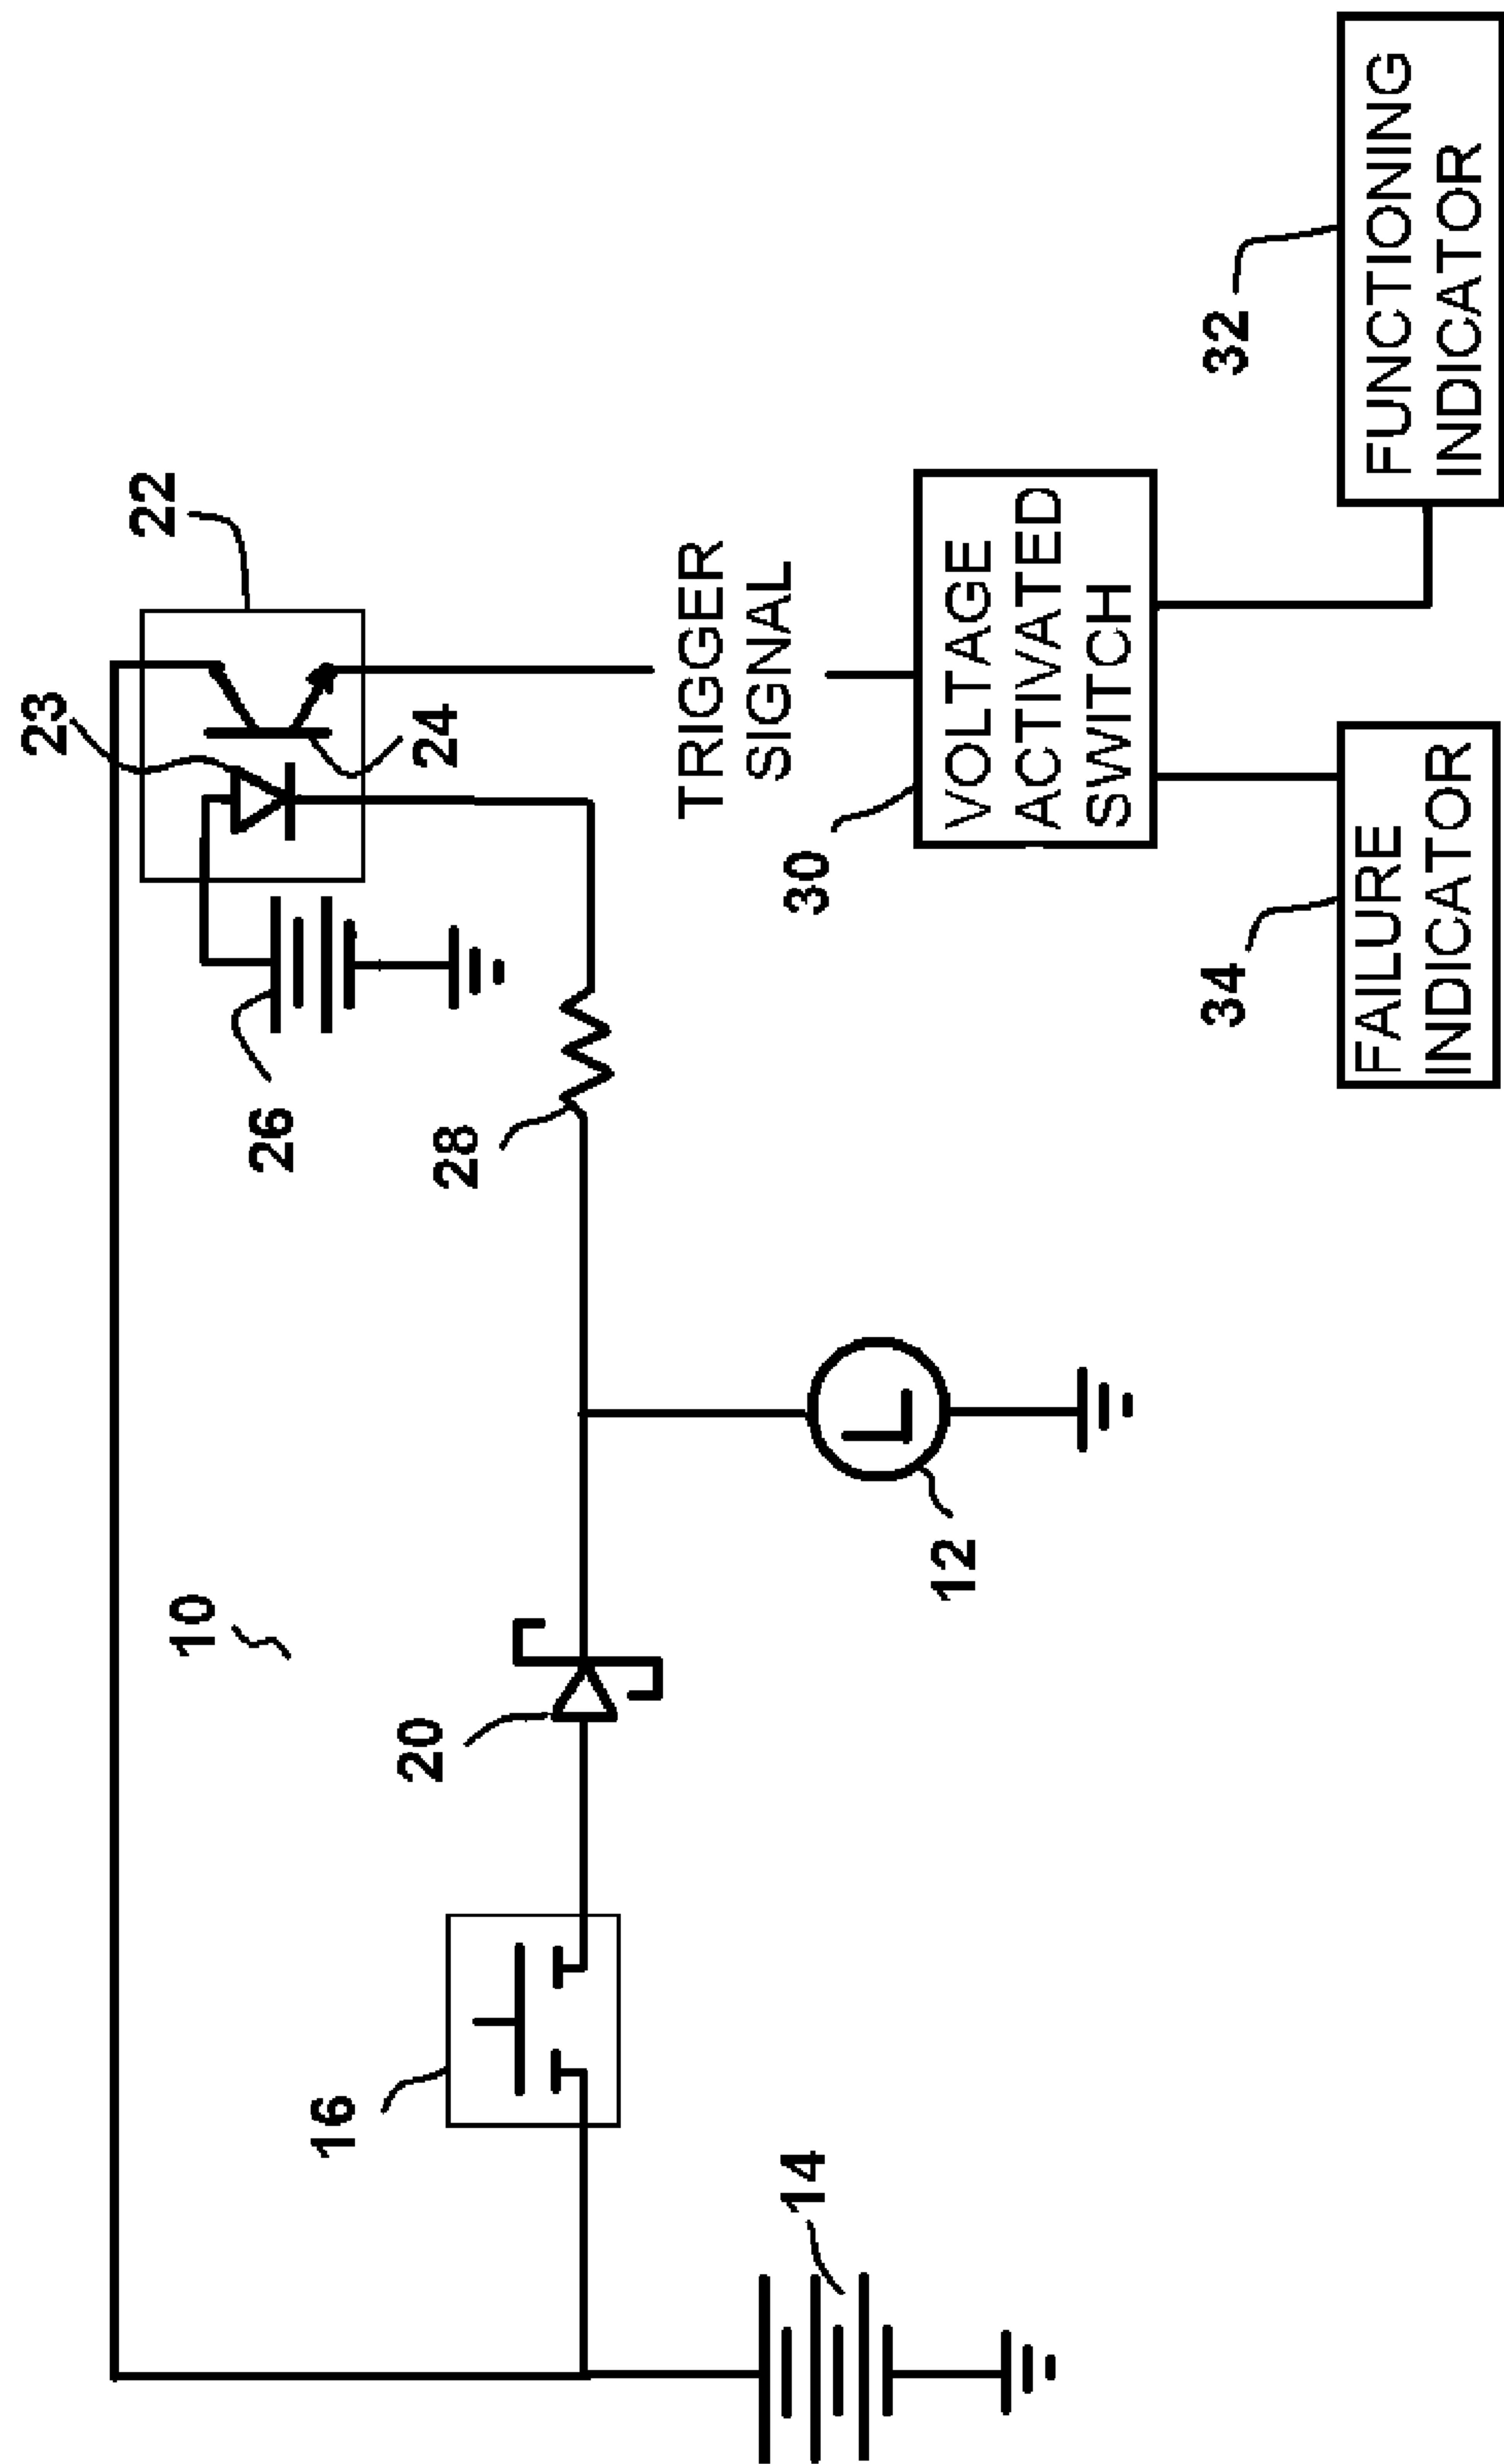 10
23
22
26
24
28
20
16
12
14
L
TRIGGER
SIGNAL
30
VOLTAGE
ACTIVATED
SWITCH
34
32
FAILURE
INDICATOR
FUNCTIONING
INDICATOR